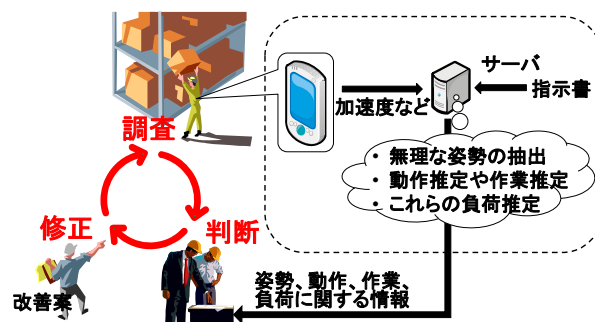 サーバ
指示書
加速度など
・ 無理な姿勢の抽出
・ 動作推定や作業推定
・ これらの負荷推定
調査
修正
判断
改善案
姿勢、動作、作業、
負荷に関する情報